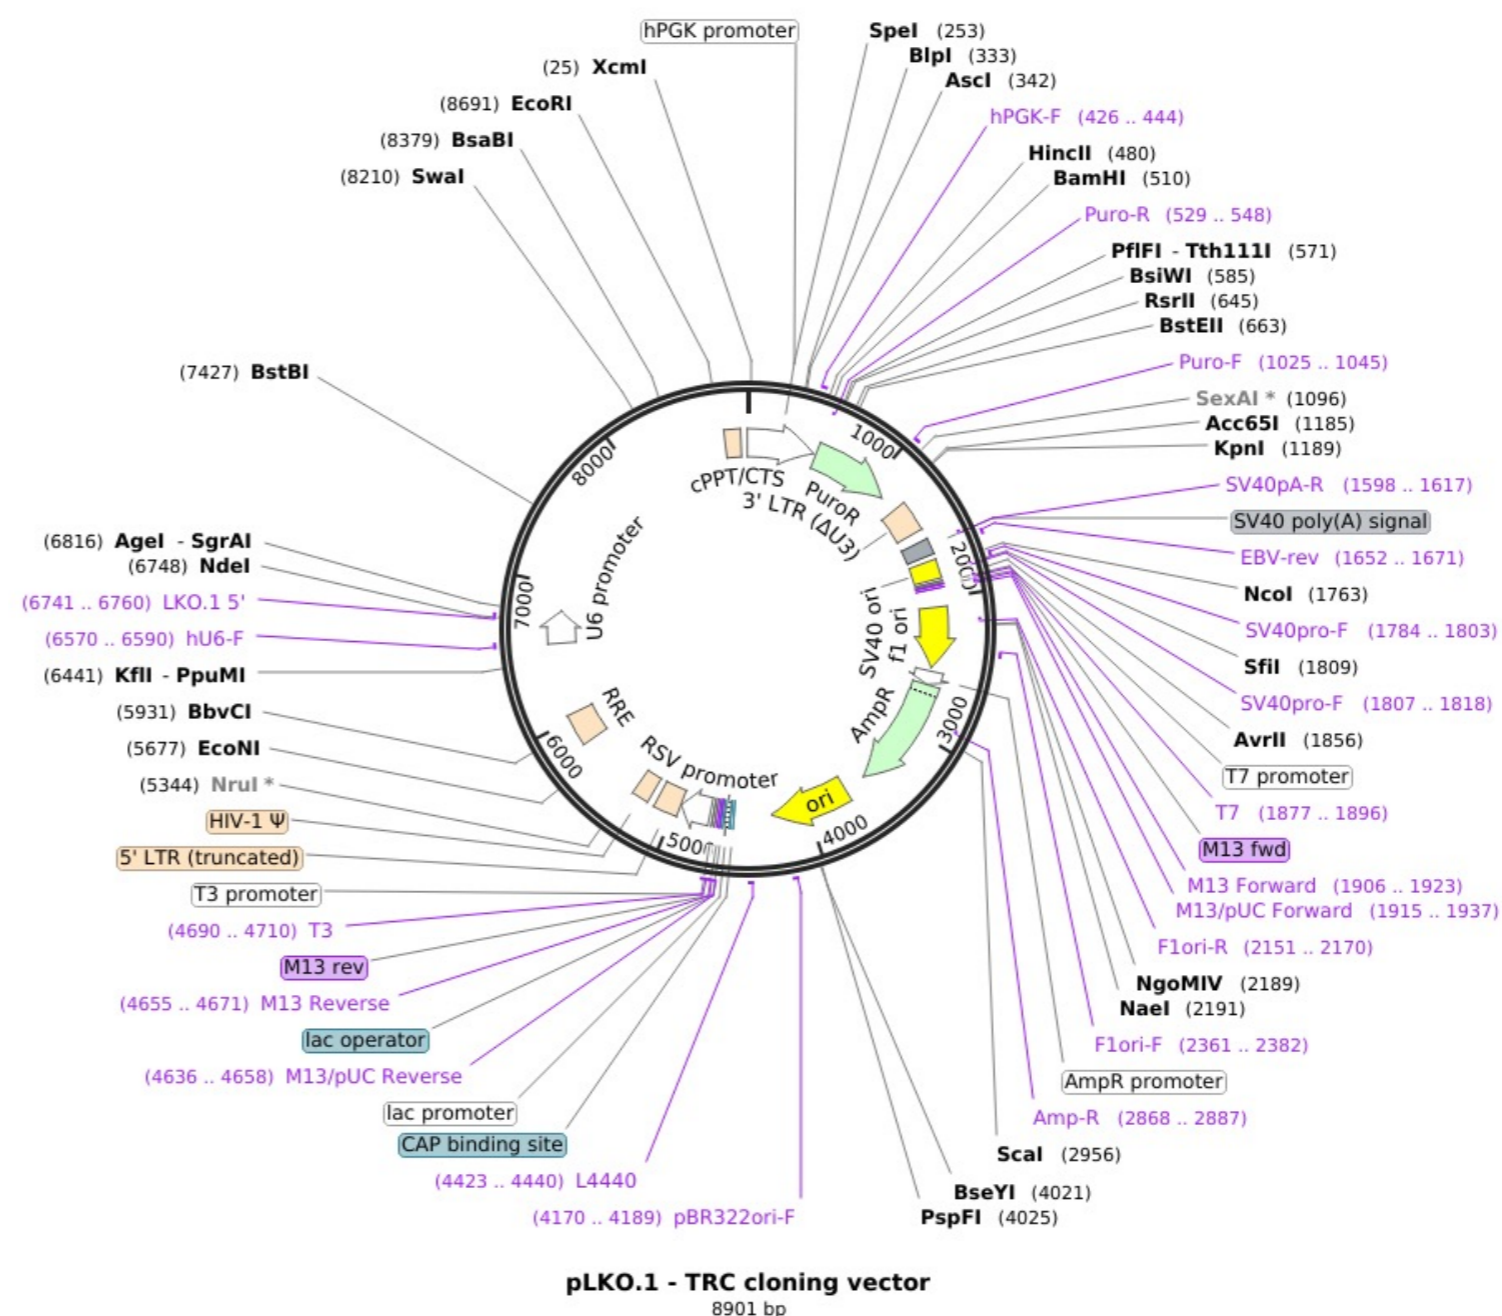 hPGK promoter
(25) XcmI
(8691) EcoRI
(8379) BsaBI
(8210) SwaI
(7427) BstBI
(6816) AgeI - SgrAI
(6748) NdeI
(6741 .. 6760) LKO.1 5'
(6570 .. 6590) hU6-F
(6441) KflI - PpuMI
(5931) BbvCI
(5677) EcoNI
(5344) NruI *
HIV-1 Ψ
5' LTR (truncated)
T3 promoter
(4690 .. 4710) T3
M13 rev
(4655 .. 4671) M13 Reverse
lac operator
(4636 .. 4658) M13/pUC Reverse
lac promoter
CAP binding site
(4423 .. 4440) L4440
(4170 .. 4189) pBR322ori-F
SpeI (253)
BlpI (333)
AscI (342)
hPGK-F (426 .. 444)
HincII (480)
BamHI (510)
Puro-R (529 .. 548)
PflFI - Tth111I (571)
BsiWI (585)
RsrII (645)
BstEII (663)
Puro-F (1025 .. 1045)
SexAI * (1096)
Acc65I (1185)
KpnI (1189)
SV40pA-R (1598 .. 1617)
SV40 poly(A) signal
EBV-rev (1652 .. 1671)
NcoI (1763)
SV40pro-F (1784 .. 1803)
SfiI (1809)
SV40pro-F (1807 .. 1818)
AvrII (1856)
T7 promoter
T7 (1877 .. 1896)
M13 fwd
M13 Forward (1906 .. 1923)
M13/pUC Forward (1915 .. 1937)
F1ori-R (2151 .. 2170)
NgoMIV (2189)
NaeI (2191)
F1ori-F (2361 .. 2382)
AmpR promoter
Amp-R (2868 .. 2887)
ScaI (2956)
BseYI (4021)
PspFI (4025)
1000
2000
3000
4000
5000
6000
7000
8000
cPPT/CTS
PuroR
3' LTR (ΔU3)
SV40 ori
f1 ori
AmpR
ori
RSV promoter
RRE
U6 promoter
pLKO.1 - TRC cloning vector
8901 bp